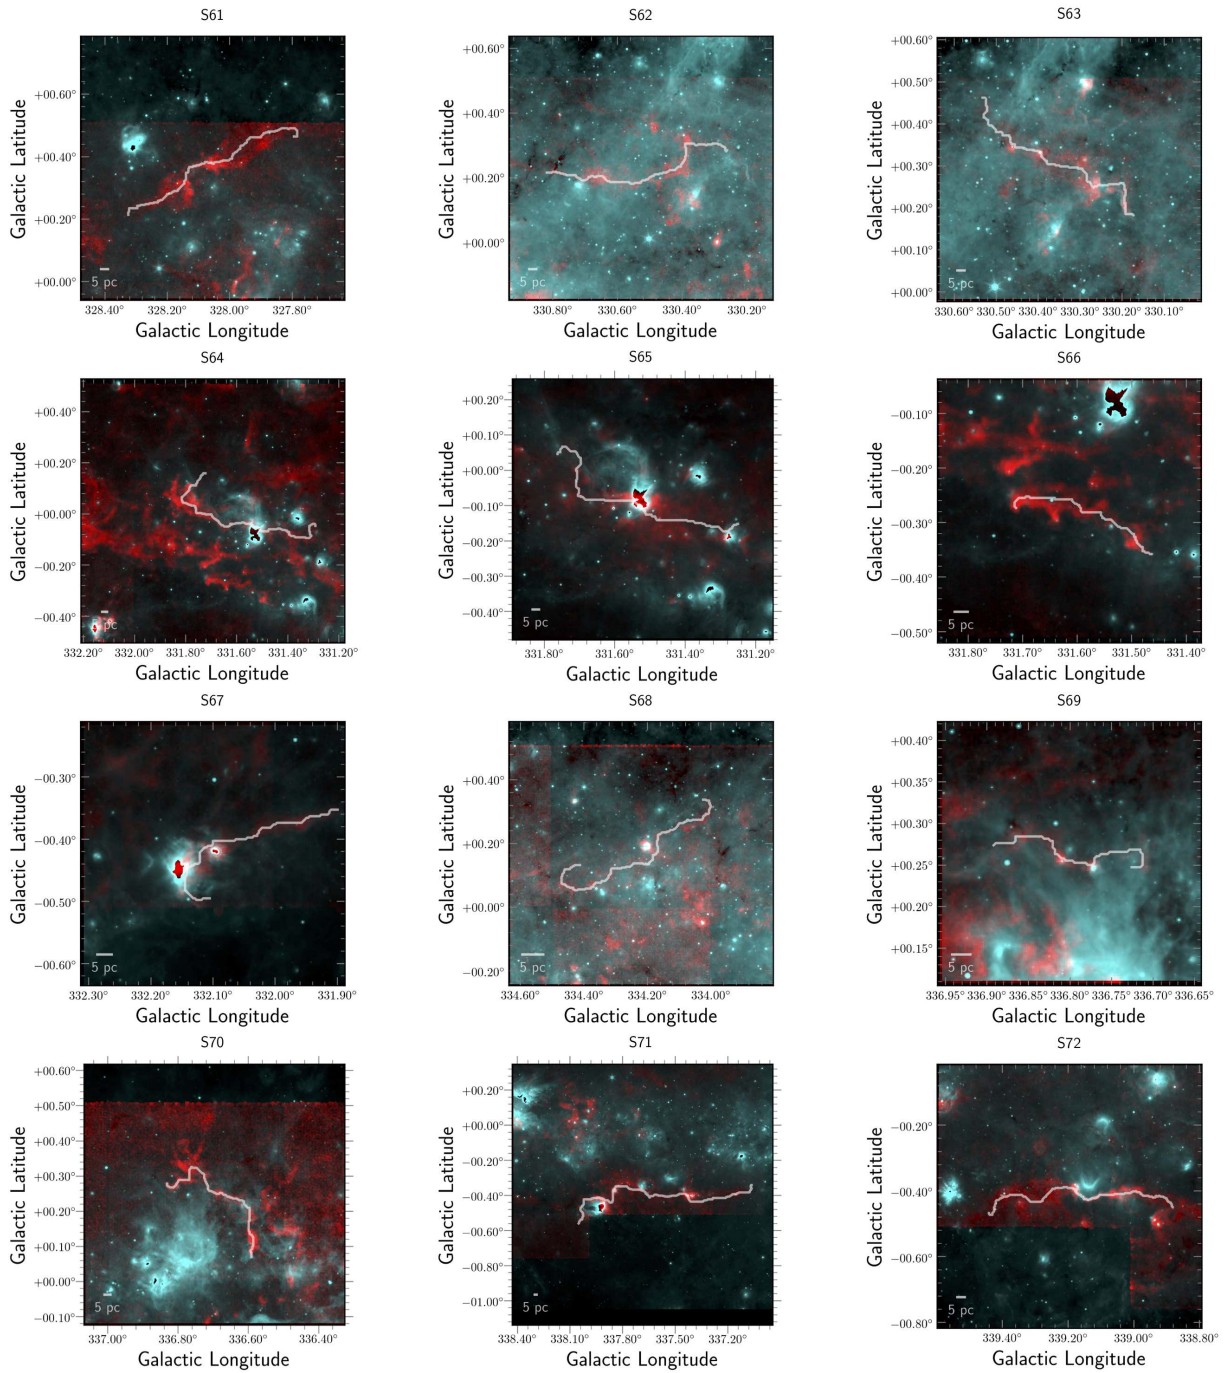 S61 S62 S63
Galactic Latitude
+00.60°
+00.40°
+00.20°
+00.00°
5 pc
328.40° 328.20° 328.00° 327.80°
Galactic Longitude
Galactic Latitude
+00.60°
+00.40°
+00.20°
+00.00°
5 pc
330.80° 330.60° 330.40° 330.20°
Galactic Longitude
Galactic Latitude
+00.60°
+00.50°
+00.40°
+00.30°
+00.20°
+00.10°
+00.00°
5 pc
330.60° 330.50° 330.40° 330.30° 330.20° 330.10°
Galactic Longitude
S64 S65 S66
Galactic Latitude
+00.40°
+00.20°
+00.00°
−00.20°
−00.40°
5 pc
332.20° 332.00° 331.80° 331.60° 331.40° 331.20°
Galactic Longitude
Galactic Latitude
+00.20°
+00.10°
+00.00°
−00.10°
−00.20°
−00.30°
−00.40°
5 pc
331.80° 331.60° 331.40° 331.20°
Galactic Longitude
Galactic Latitude
−00.10°
−00.20°
−00.30°
−00.40°
−00.50°
5 pc
331.80° 331.70° 331.60° 331.50° 331.40°
Galactic Longitude
S67 S68 S69
Galactic Latitude
−00.30°
−00.40°
−00.50°
−00.60°
5 pc
332.30° 332.20° 332.10° 332.00° 331.90°
Galactic Longitude
Galactic Latitude
+00.40°
+00.20°
+00.00°
−00.20°
5 pc
334.60° 334.40° 334.20° 334.00°
Galactic Longitude
Galactic Latitude
+00.40°
+00.35°
+00.30°
+00.25°
+00.20°
+00.15°
5 pc
336.95° 336.90° 336.85° 336.80° 336.75° 336.70° 336.65°
Galactic Longitude
S70 S71 S72
Galactic Latitude
+00.60°
+00.50°
+00.40°
+00.30°
+00.20°
+00.10°
+00.00°
−00.10°
5 pc
337.00° 336.80° 336.60° 336.40°
Galactic Longitude
Galactic Latitude
+00.20°
+00.00°
−00.20°
−00.40°
−00.60°
−00.80°
−01.00°
5 pc
338.40° 338.10° 337.80° 337.50° 337.20°
Galactic Longitude
Galactic Latitude
−00.20°
−00.40°
−00.60°
−00.80°
5 pc
339.40° 339.20° 339.00° 338.80°
Galactic Longitude